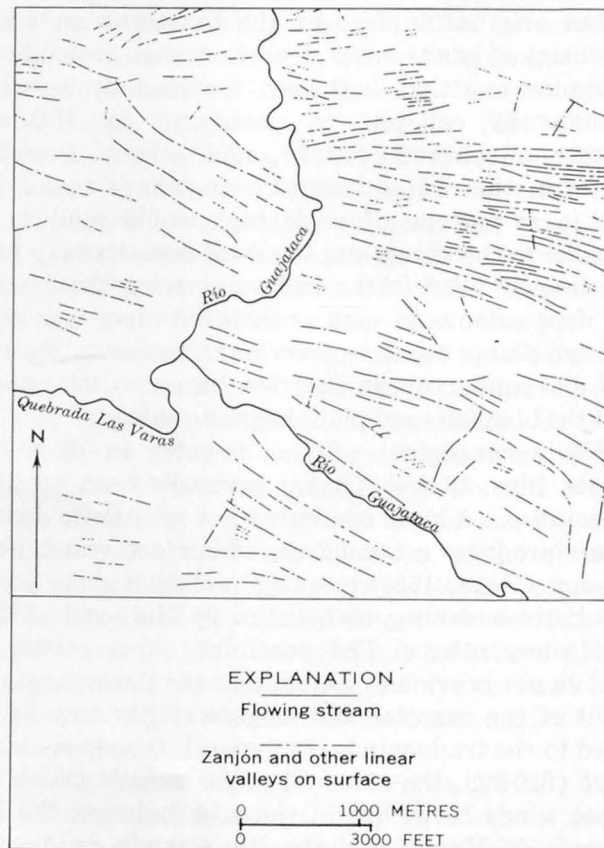 Río Guajataca
Quebrada Las Varas
Río Guajataca
N
EXPLANATION
Flowing stream
Zanjón and other linear
valley on surface
0 1000 METRES
0 3000 FEET